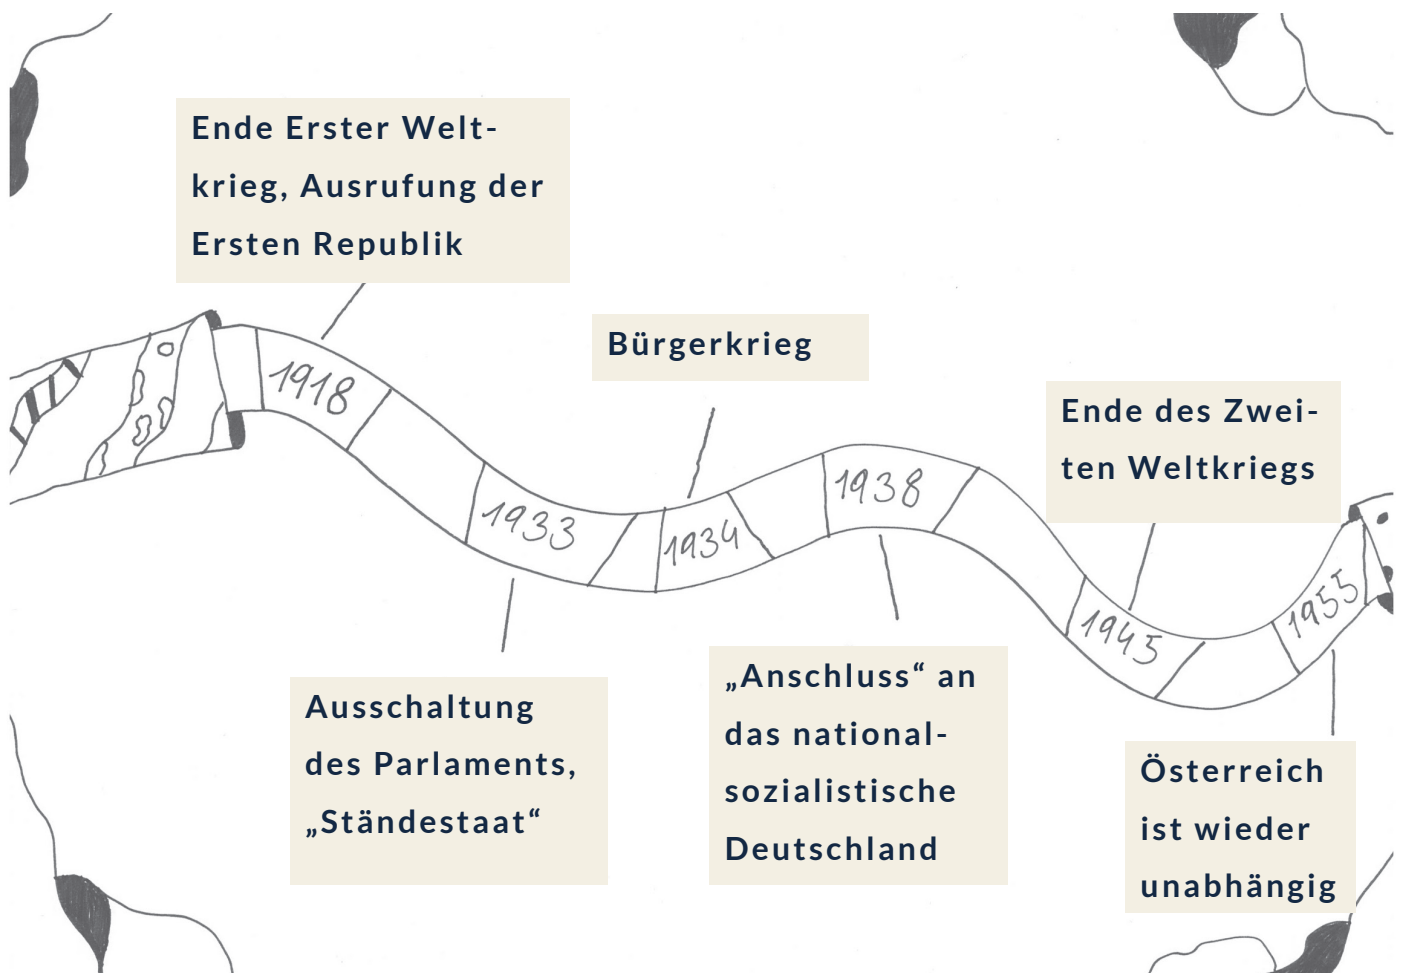 Ende Erster Welt-
krieg, Ausrufung der
Ersten Republik
1918
Ausschaltung
des Parlaments,
„Ständestaat“
1933
Bürgerkrieg
1934
1938
„Anschluss“ an
das national-
sozialistische
Deutschland
Ende des Zwei-
ten Weltkriegs
1945
1955
Österreich
ist wieder
unabhängig